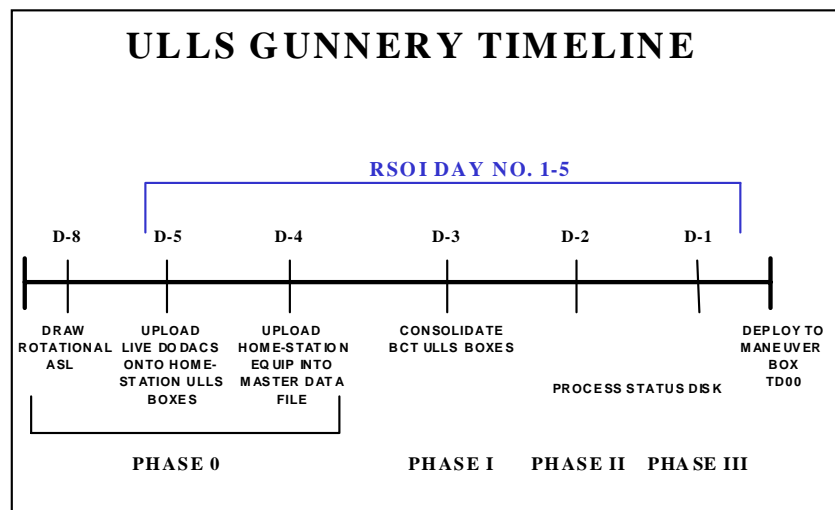 ULLS GUNNERY TIMELINE
RSOI DAY NO. 1-5
D-8
D-5
D-4
D-3
D-2
D-1
DRAW
ROTATIONAL
ASL
UPLOAD
LIVE DODACS
ONTO HOME-
STATION ULLS
BOXES
UPLOAD
HOME-STATION
EQUIP INTO
MASTER DATA
FILE
CONSOLIDATE
BCT ULLS BOXES
PROCESS STATUS DISK
DEPLOY TO
MANEUVER
BOX
TD00
PHASE 0
PHASE I
PHASE II
PHASE III